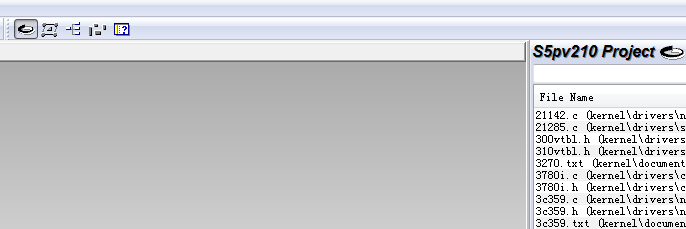 S5pv210 Project
File Name
21142.c (kernel\drivers\n
21285.c (kernel\drivers\s
300vtbl.h (kernel\drivers
310vtbl.h (kernel\drivers
3270.txt (kernel\document
3780i.c (kernel\drivers\c
3780i.h (kernel\drivers\c
3c359.c (kernel\drivers\n
3c359.h (kernel\drivers\n
3c359.txt (kernel\documen